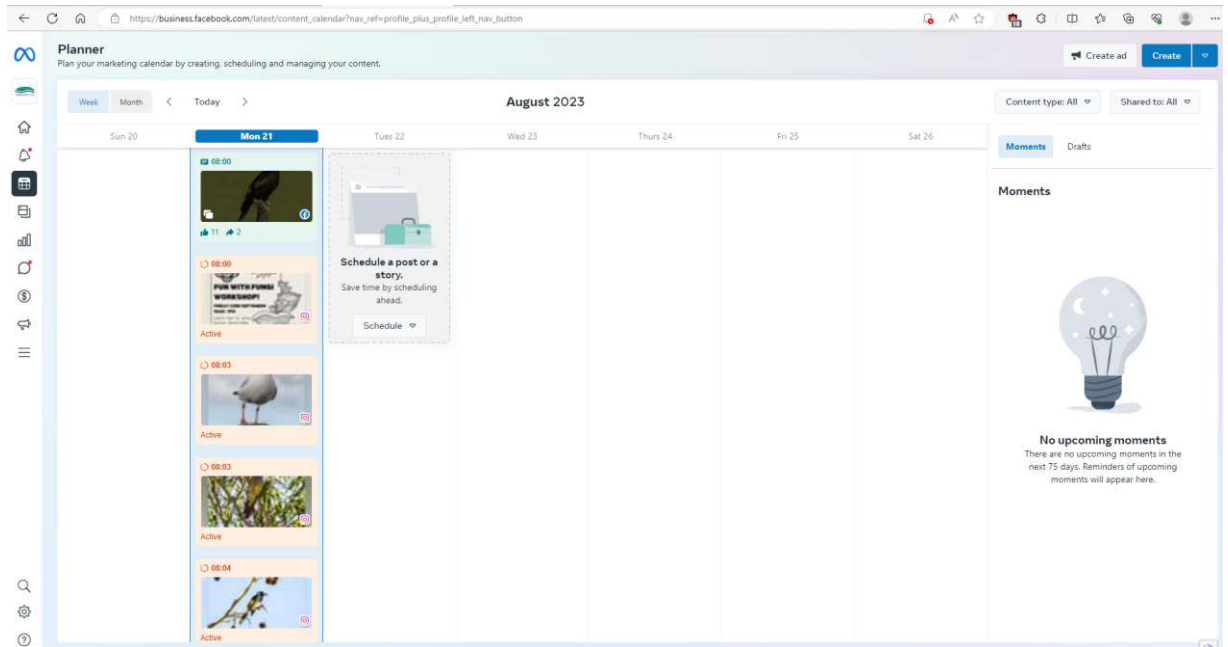 https://business.facebook.com/latest/content_calendar?nav_ref=profile_plus_profile_left_nav_button
Planner
Plan your marketing calendar by creating, scheduling and managing your content.
Create ad
Create
Week
Month
Today
August 2023
Content type: All
Shared to: All
Sun 20
Mon 21
Tues 22
Wed 23
Thurs 24
Fri 25
Sat 26
Moments
Drafts
Moments
08:00
11
2
08:00
FUN WITH FUNGI
WORKSHOP!
Active
08:03
Active
08:03
Active
08:04
Active
Schedule a post or a
story.
Save time by scheduling
ahead.
Schedule
No upcoming moments
There are no upcoming moments in the
next 75 days. Reminders of upcoming
moments will appear here.